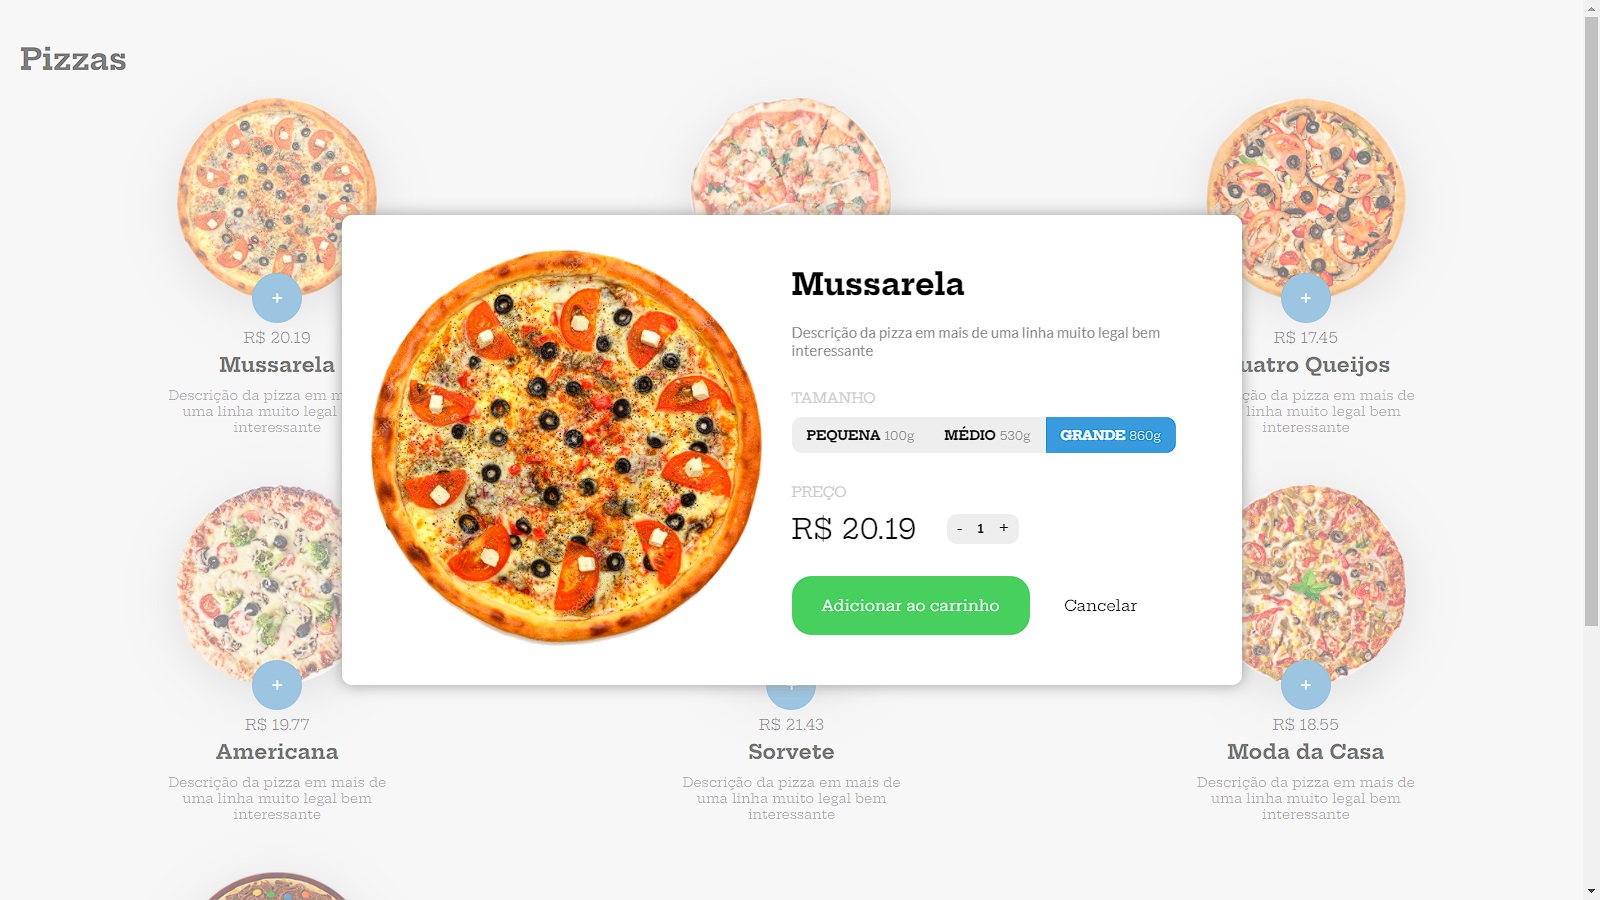 Pizzas
Mussarela
Descrição da pizza em mais de uma linha muito legal bem
interessante
TAMANHO
PEQUENA 100g MÉDIO 530g GRANDE 860g
PREÇO
R$ 20.19 - 1 +
Adicionar ao carrinho Cancelar
+
R$ 20.19
Mussarela
Descrição da pizza em m
uma linha muito legal
interessante
+
R$ 17.45
uatro Queijos
ção da pizza em mais de
linha muito legal bem
interessante
+
R$ 19.77
Americana
Descrição da pizza em mais de
uma linha muito legal bem
interessante
+
R$ 21.43
Sorvete
Descrição da pizza em mais de
uma linha muito legal bem
interessante
+
R$ 18.55
Moda da Casa
Descrição da pizza em mais de
uma linha muito legal bem
interessante